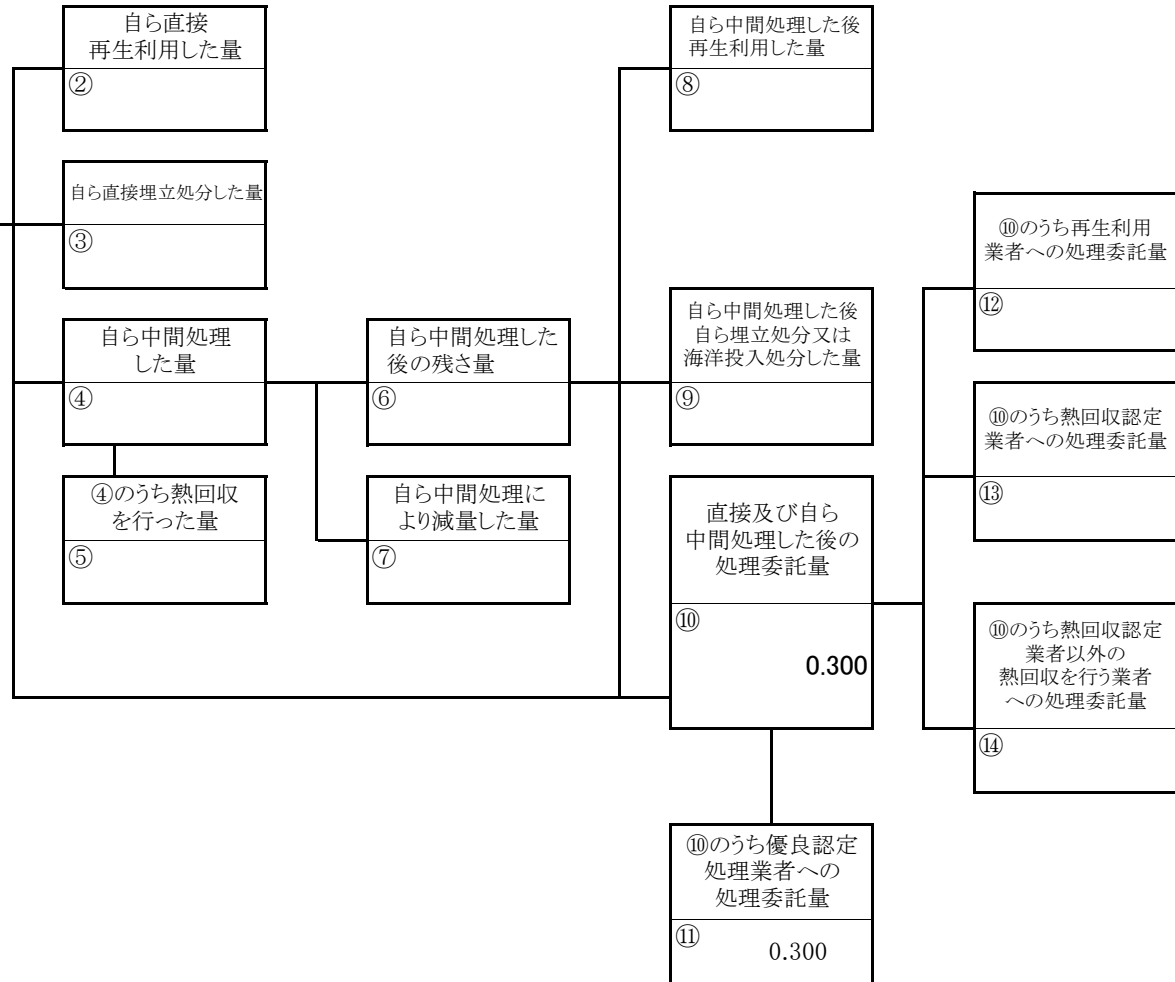 自ら直接
再生利用した量
②
自ら直接埋立処分した量
③
自ら中間処理
した量
④
④のうち熱回収
を行った量
⑤
自ら中間処理した
後の残さ量
⑥
自ら中間処理に
より減量した量
⑦
自ら中間処理した後
再生利用した量
⑧
自ら中間処理した後
自ら埋立処分又は
海洋投入処分した量
⑨
直接及び自ら
中間処理した後の
処理委託量
⑩
0.300
⑩のうち優良認定
処理業者への
処理委託量
⑪
0.300
⑩のうち再生利用
業者への処理委託量
⑫
⑩のうち熱回収認定
業者への処理委託量
⑬
⑩のうち熱回収認定
業者以外の
熱回収を行う業者
への処理委託量
⑭